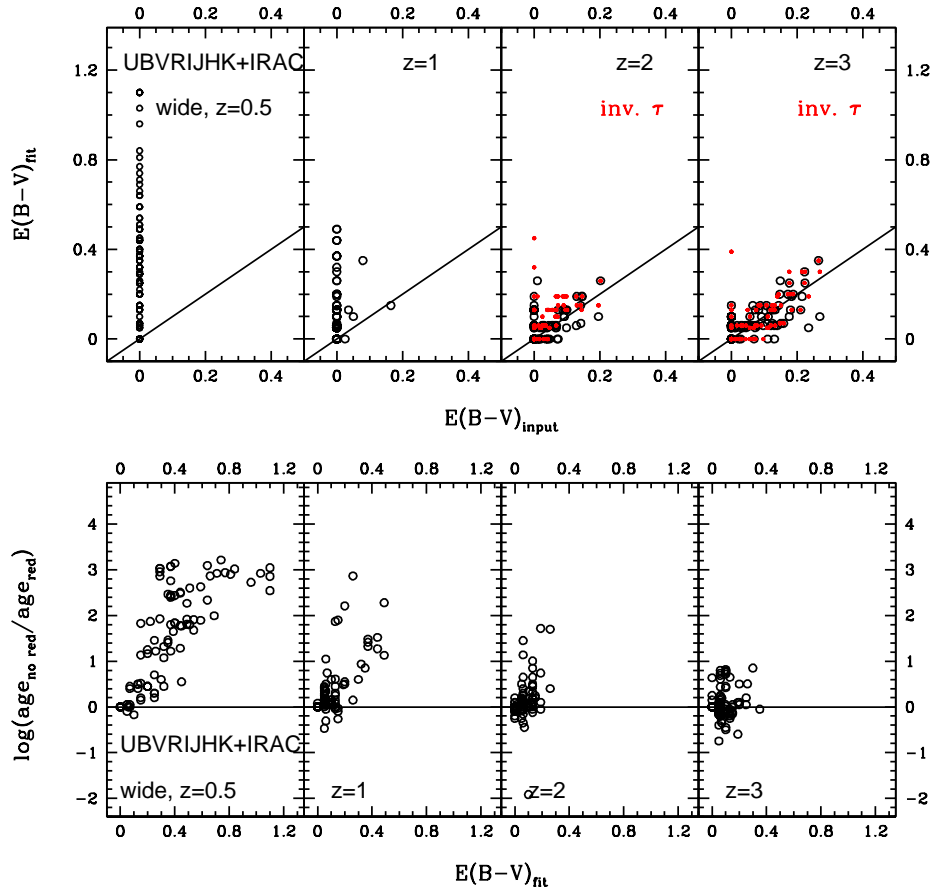 0 0.2 0.4 0 0.2 0.4 0 0.2 0.4 0 0.2 0.4
UBVRIJHK+IRAC z=1 z=2 z=3
wide, z=0.5 inv. τ inv. τ
1.2 1.2
0.8 0.8
0.4 0.4
0 0
E(B−V)fit
0 0.2 0.4 0 0.2 0.4 0 0.2 0.4 0 0.2 0.4
E(B−V)input
0 0.4 0.8 1.2 0 0.4 0.8 1.2 0 0.4 0.8 1.2 0 0.4 0.8 1.2
4 4
3 3
2 2
1 1
0 0
−1 −1
−2 −2
log(age no red/age red)
UBVRIJHK+IRAC
wide, z=0.5 z=1 z=2 z=3
0 0.4 0.8 1.2 0 0.4 0.8 1.2 0 0.4 0.8 1.2 0 0.4 0.8 1.2
E(B−V)fit